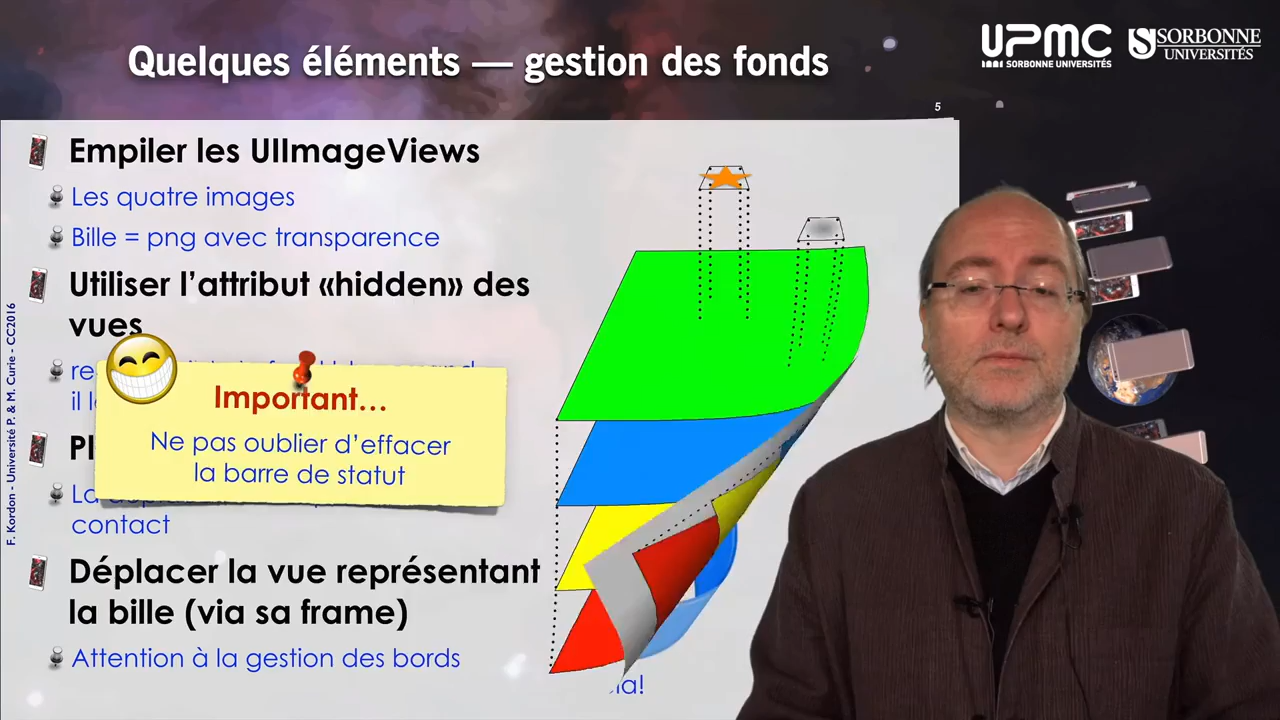 Quelques éléments — gestion des fonds
UPMC
SORBONNE UNIVERSITÉS
SORBONNE
UNIVERSITÉS
5
Empiler les UIImageViews
Les quatre images
Bille = png avec transparence
Utiliser l’attribut «hidden» des
vues
il
Important…
Ne pas oublier d’effacer
la barre de statut
La
contact
Déplacer la vue représentant
la bille (via sa frame)
Attention à la gestion des bords
F. Kordon - Université P. & M. Curie - CC2016